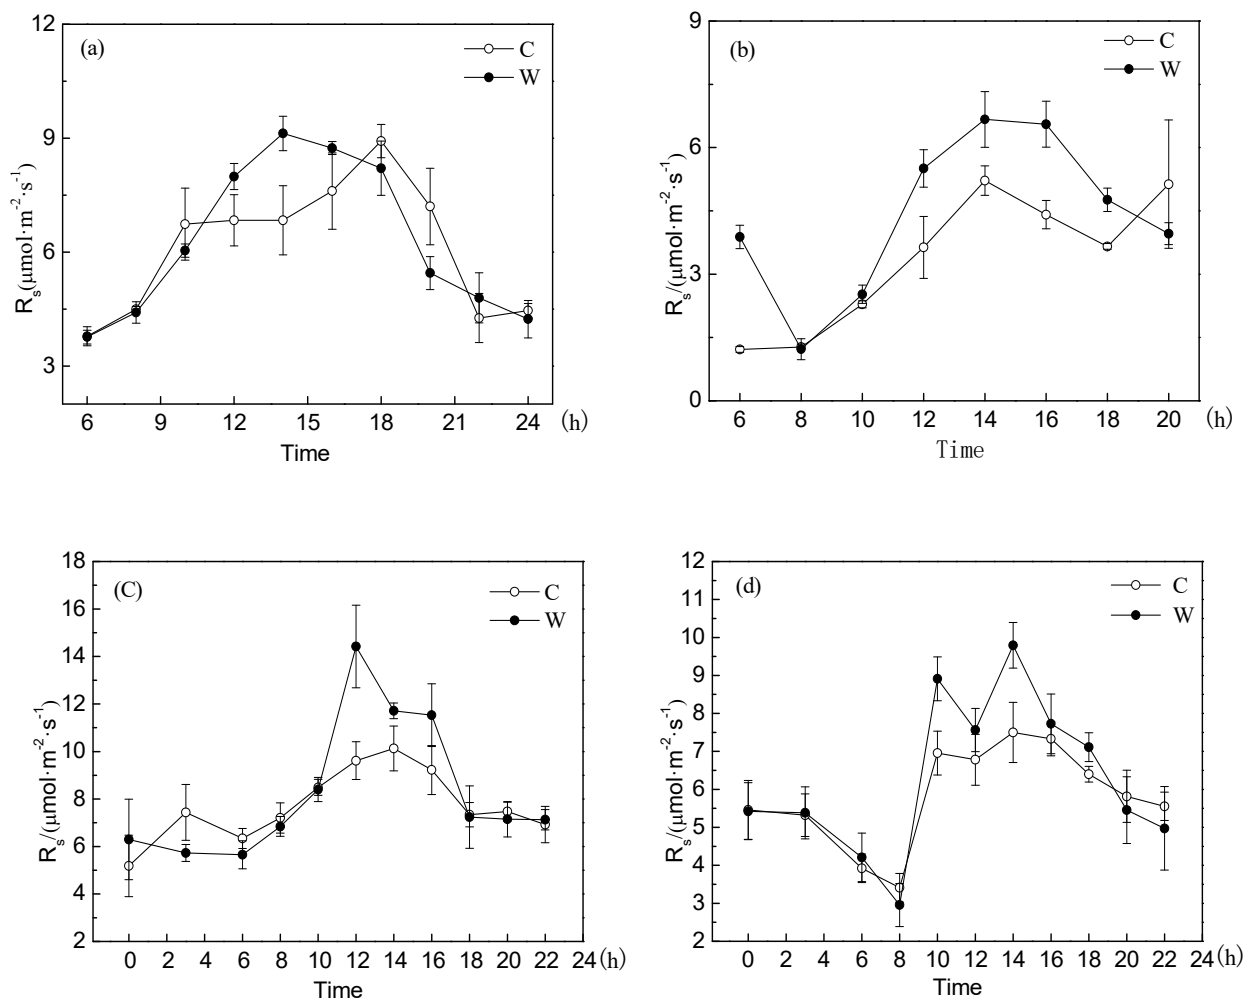 (a)
C
W
12
9
6
3
Rs(μmol·m-2·s-1)
6 9 12 15 18 21 24 (h)
Time
(b)
C
W
9
6
3
0
Rs/(μmol·m-2·s-1)
6 8 10 12 14 16 18 20 (h)
Time
(C)
C
W
18
16
14
12
10
8
6
4
2
Rs/(μmol·m-2·s-1)
0 2 4 6 8 10 12 14 16 18 20 22 24 (h)
Time
(d)
C
W
12
11
10
9
8
7
6
5
4
3
2
Rs/(μmol·m-2·s-1)
0 2 4 6 8 10 12 14 16 18 20 22 24 (h)
Time